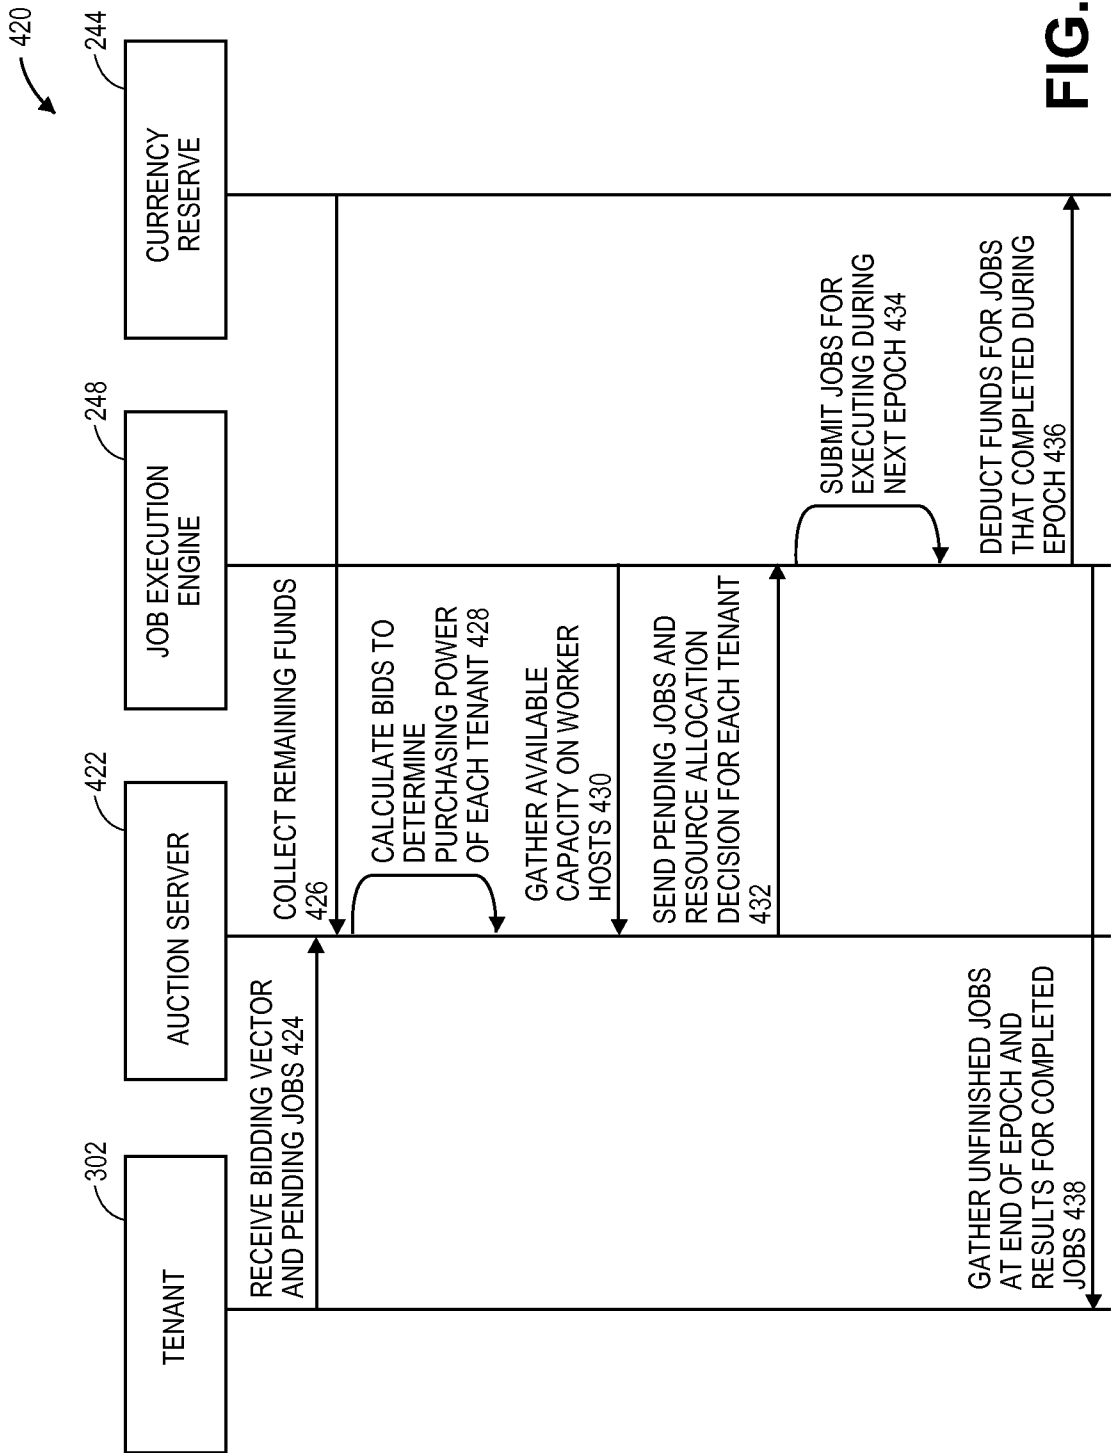 420
302
TENANT
422
AUCTION SERVER
248
JOB EXECUTION
ENGINE
244
CURRENCY
RESERVE
RECEIVE BIDDING VECTOR
AND PENDING JOBS 424
COLLECT REMAINING FUNDS
426
CALCULATE BIDS TO
DETERMINE
PURCHASING POWER
OF EACH TENANT 428
GATHER AVAILABLE
CAPACITY ON WORKER
HOSTS 430
SEND PENDING JOBS AND
RESOURCE ALLOCATION
DECISION FOR EACH TENANT
432
SUBMIT JOBS FOR
EXECUTING DURING
NEXT EPOCH 434
DEDUCT FUNDS FOR JOBS
THAT COMPLETED DURING
EPOCH 436
GATHER UNFINISHED JOBS
AT END OF EPOCH AND
RESULTS FOR COMPLETED
JOBS 438
FIG.